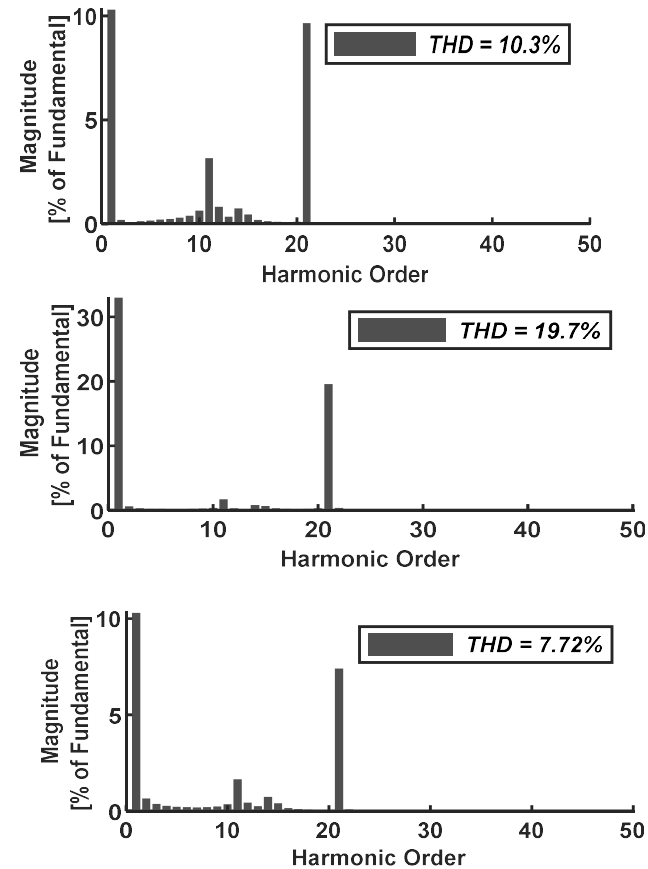 10
5
0
Magnitude
[% of Fundamental]
THD = 10.3%
0 10 20 30 40 50
Harmonic Order
30
20
10
0
Magnitude
[% of Fundamental]
THD = 19.7%
0 10 20 30 40 50
Harmonic Order
10
5
0
Magnitude
[% of Fundamental]
THD = 7.72%
0 10 20 30 40 50
Harmonic Order